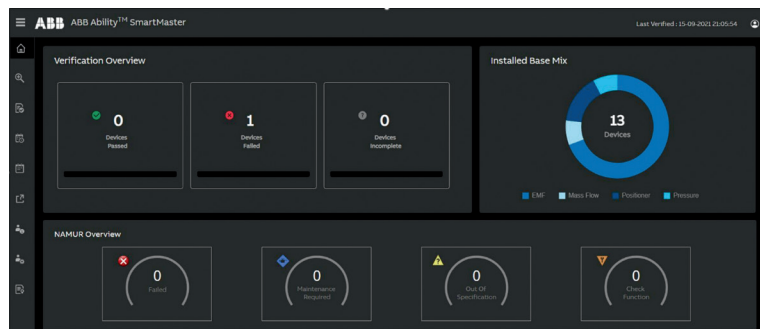 ABB ABB Ability™ SmartMaster
Last Verified : 15-09-2021 21:05:54
Verification Overview
0
Devices
Passed
1
Devices
Failed
?
0
Devices
Incomplete
Installed Base Mix
13
Devices
EMF Mass Flow Positioner Pressure
NAMUR Overview
0
Failed
0
Maintenance
Required
0
Out Of
Specification
0
Check
Function